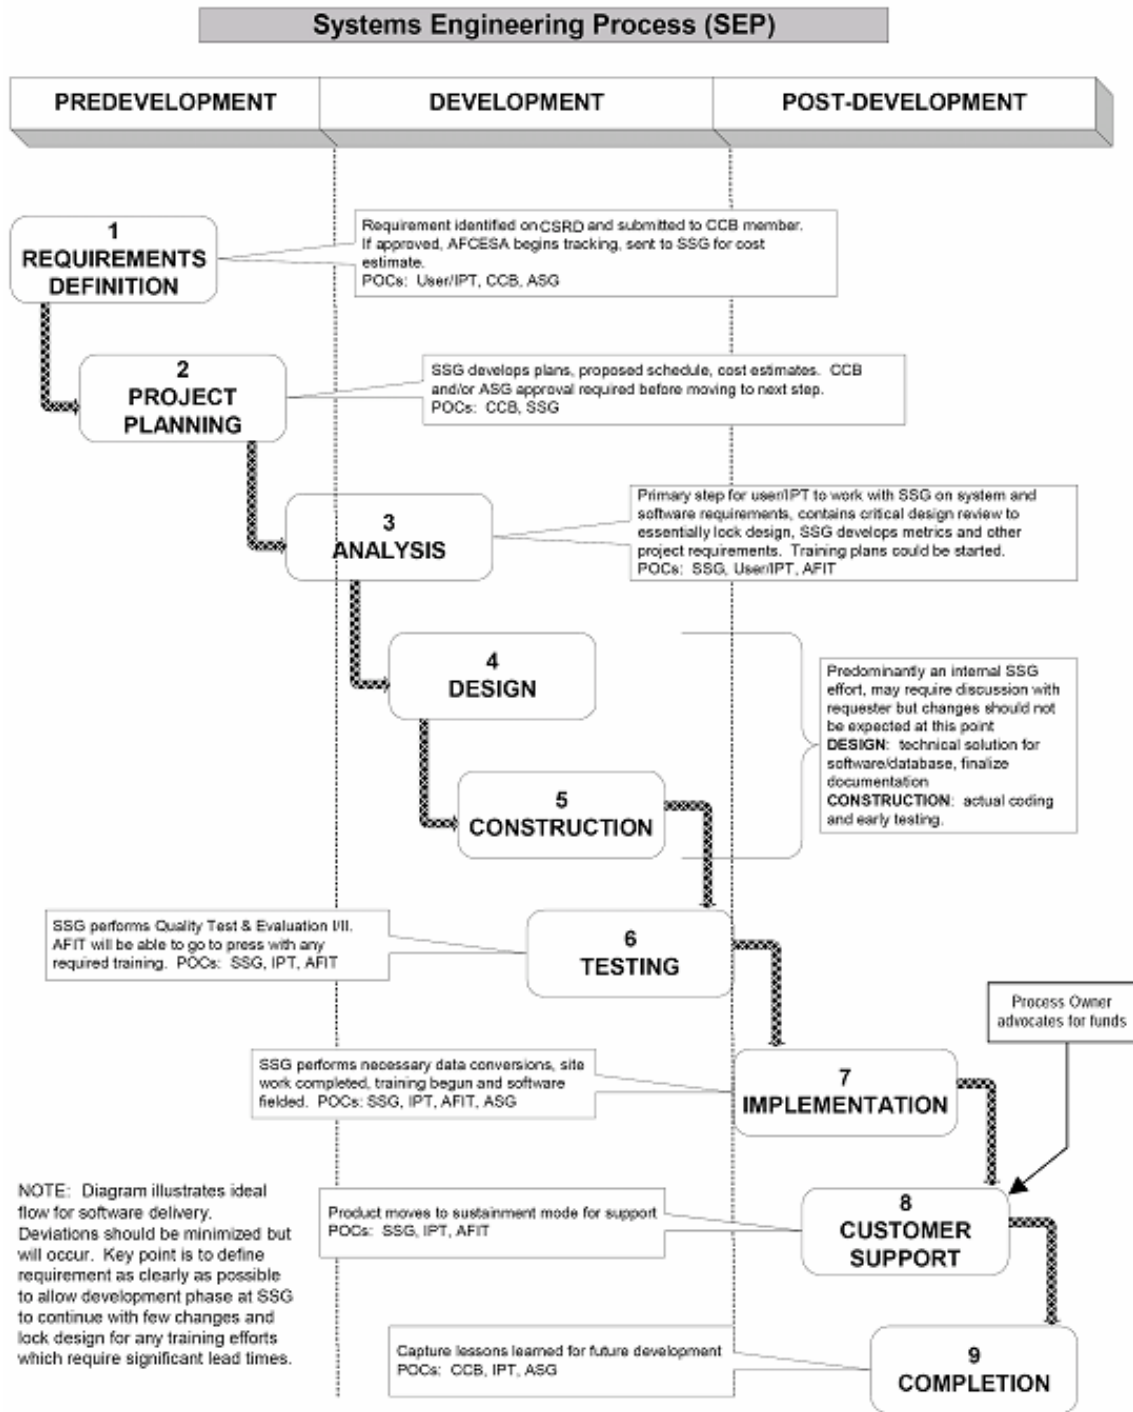 Systems Engineering Process (SEP)
PREDEVELOPMENT
DEVELOPMENT
POST-DEVELOPMENT
1
REQUIREMENTS
DEFINITION
Requirement identified on CSRD and submitted to CCB member.
If approved, AFCESA begins tracking, sent to SSG for cost
estimate.
POCs: User/IPT, CCB, ASG
2
PROJECT
PLANNING
SSG develops plans, proposed schedule, cost estimates. CCB
and/or ASG approval required before moving to next step.
POCs: CCB, SSG
3
ANALYSIS
Primary step for user/IPT to work with SSG on system and
software requirements, contains critical design review to
essentially lock design, SSG develops metrics and other
project requirements. Training plans could be started.
POCs: SSG, User/IPT, AFIT
4
DESIGN
Predominantly an internal SSG
effort, may require discussion with
requester but changes should not
be expected at this point
DESIGN: technical solution for
software/database, finalize
documentation
CONSTRUCTION: actual coding
and early testing.
5
CONSTRUCTION
SSG performs Quality Test & Evaluation I/II.
AFIT will be able to go to press with any
required training. POCs: SSG, IPT, AFIT
6
TESTING
Process Owner
advocates for funds
SSG performs necessary data conversions, site
work completed, training begun and software
fielded. POCs: SSG, IPT, AFIT, ASG
7
IMPLEMENTATION
NOTE: Diagram illustrates ideal
flow for software delivery.
Deviations should be minimized but
will occur. Key point is to define
requirement as clearly as possible
to allow development phase at SSG
to continue with few changes and
lock design for any training efforts
which require significant lead times.
Product moves to sustainment mode for support
POCs: SSG, IPT, AFIT
8
CUSTOMER
SUPPORT
Capture lessons learned for future development
POCs: CCB, IPT, ASG
9
COMPLETION